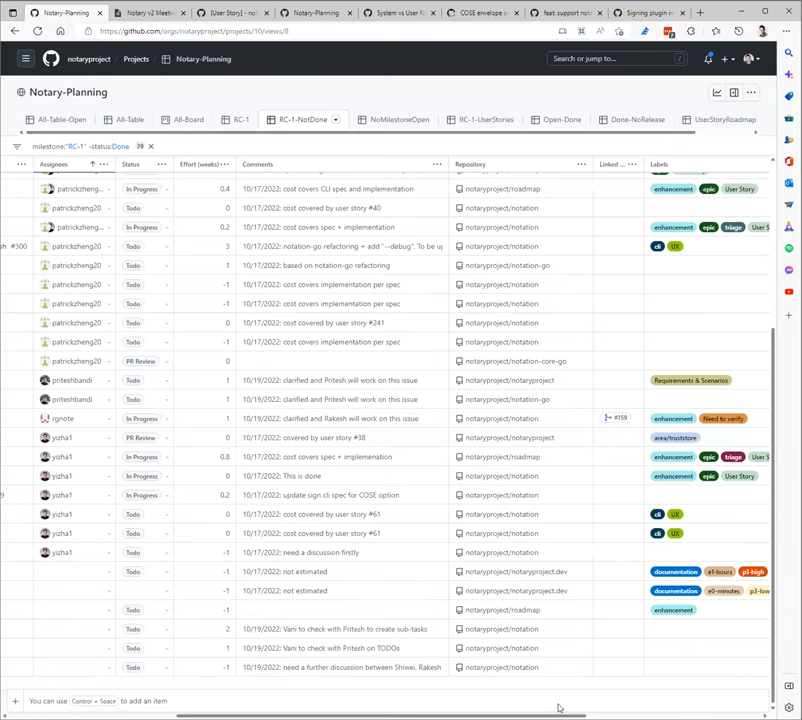 Notary-Planning
Notary v2 Meeti
[User Story] - no
Notary-Planning
System vs User fi
COSE envelope s
feat: support note
Signing plugin in
https://github.com/orgs/notaryproject/projects/10/views/8
notaryproject Projects / Notary-Planning
Search or jump to...
Notary-Planning
All-Table-Open All-Table All-Board RC-1 RC-1-NotDone NoMilestoneOpen RC-1-UserStories Open-Done Done-NoRelease UserStoryRoadmap
milestone:"RC-1" -status:Done 39
Assignees Status Effort (weeks) Comments Repository Linked ... Labels
patrickzheng... In Progress 0.4 10/17/2022: cost covers CLI spec and implementation notaryproject/roadmap enhancement epic User Story
patrickzheng20 Todo 0 10/17/2022: cost covered by user story #40 notaryproject/notation
patrickzheng... In Progress 0.2 10/17/2022: cost covers spec + implementation notaryproject/notation enhancement epic triage User S
sh #300 patrickzheng20 Todo 3 10/17/2022: notation-go refactoring + add "--debug". To be up notaryproject/notation cli UX
patrickzheng20 Todo 1 10/17/2022: based on notation-go refactoring notaryproject/notation-go
patrickzheng20 Todo -1 10/17/2022: cost covers implementation per spec notaryproject/notation
patrickzheng20 Todo -1 10/17/2022: cost covers implementation per spec notaryproject/notation
patrickzheng20 Todo 0 10/17/2022: cost covered by user story #241 notaryproject/notation
patrickzheng20 Todo -1 10/17/2022: cost covers implementation per spec notaryproject/notation
patrickzheng20 PR Review 0 notaryproject/notation-core-go
priteshbandi Todo 1 10/19/2022: clarified and Pritesh will work on this issue notaryproject/notaryproject Requirements & Scenarios
priteshbandi Todo 1 10/19/2022: clarified and Pritesh will work on this issue notaryproject/notation-go
rgnote In Progress 1 10/19/2022: clarified and Rakesh will work on this issue notaryproject/notation #159 enhancement Need to verify
yizha1 PR Review 0 10/17/2022: covered by user story #38 notaryproject/notaryproject area/truststore
yizha1 In Progress 0.8 10/17/2022: cost covers spec + implemenation notaryproject/roadmap enhancement epic triage User S
yizha1 In Progress 0 10/17/2022: This is done notaryproject/notation enhancement epic User Story
9 yizha1 In Progress 0.2 10/17/2022: update sign cli spec for COSE option notaryproject/notation
yizha1 Todo 0 10/17/2022: cost covered by user story #61 notaryproject/notation cli UX
yizha1 Todo 0 10/17/2022: cost covered by user story #61 notaryproject/notation cli UX
yizha1 Todo -1 10/17/2022: need a discussion firstly notaryproject/notation
Todo -1 10/17/2022: not estimated notaryproject/notaryproject.dev documentation e1-hours p1-high
-1 10/17/2022: not estimated notaryproject/notaryproject.dev documentation e0-minutes p3-low
Todo -1 notaryproject/roadmap enhancement
Todo 2 10/19/2022: Vani to check with Pritesh to create sub-tasks notaryproject/notation
Todo 1 10/19/2022: Vani to check with Pritesh on TODOs notaryproject/notation
Todo -1 10/19/2022: need a further discussion between Shiwei, Rakesh notaryproject/notation
You can use Control + Space to add an item